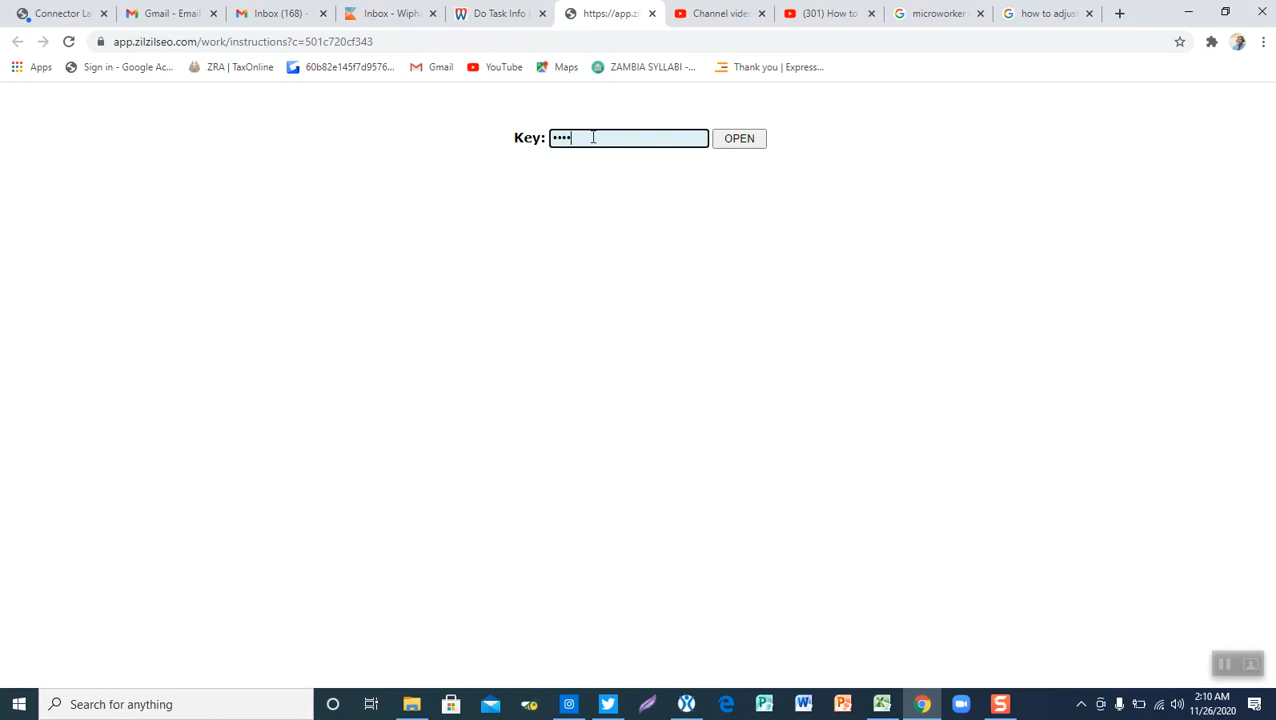 Connector la
Gmail - Email
Inbox (168) -
Inbox - Wiph
Do Task Info
https://app.z
Channel vide
(301) How to
microworker
how to adjus
app.zilzilseo.com/work/instructions?c=501c720cf343
Apps
Sign in - Google Ac...
ZRA | TaxOnline
60b82e145f7d9576...
Gmail
YouTube
Maps
ZAMBIA SYLLABI -...
Thank you | Express...
Key: ••••
OPEN
Search for anything
2:10 AM
11/26/2020